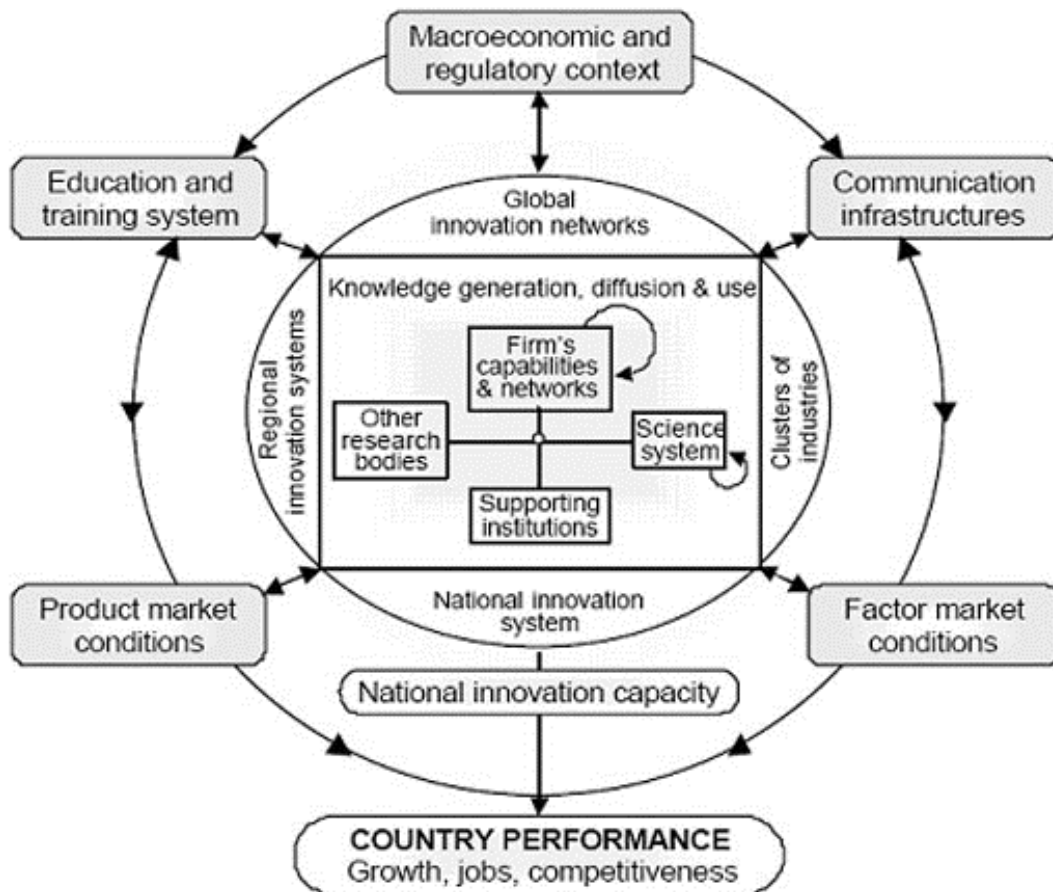 Macroeconomic and
regulatory context
Education and
training system
Communication
infrastructures
Global
innovation networks
Knowledge generation, diffusion & use
Regional
innovation systems
Firm's
capabilities
& networks
Clusters of
industries
Other
research
bodies
Science
system
Supporting
institutions
Product market
conditions
National innovation
system
Factor market
conditions
National innovation capacity
COUNTRY PERFORMANCE
Growth, jobs, competitiveness